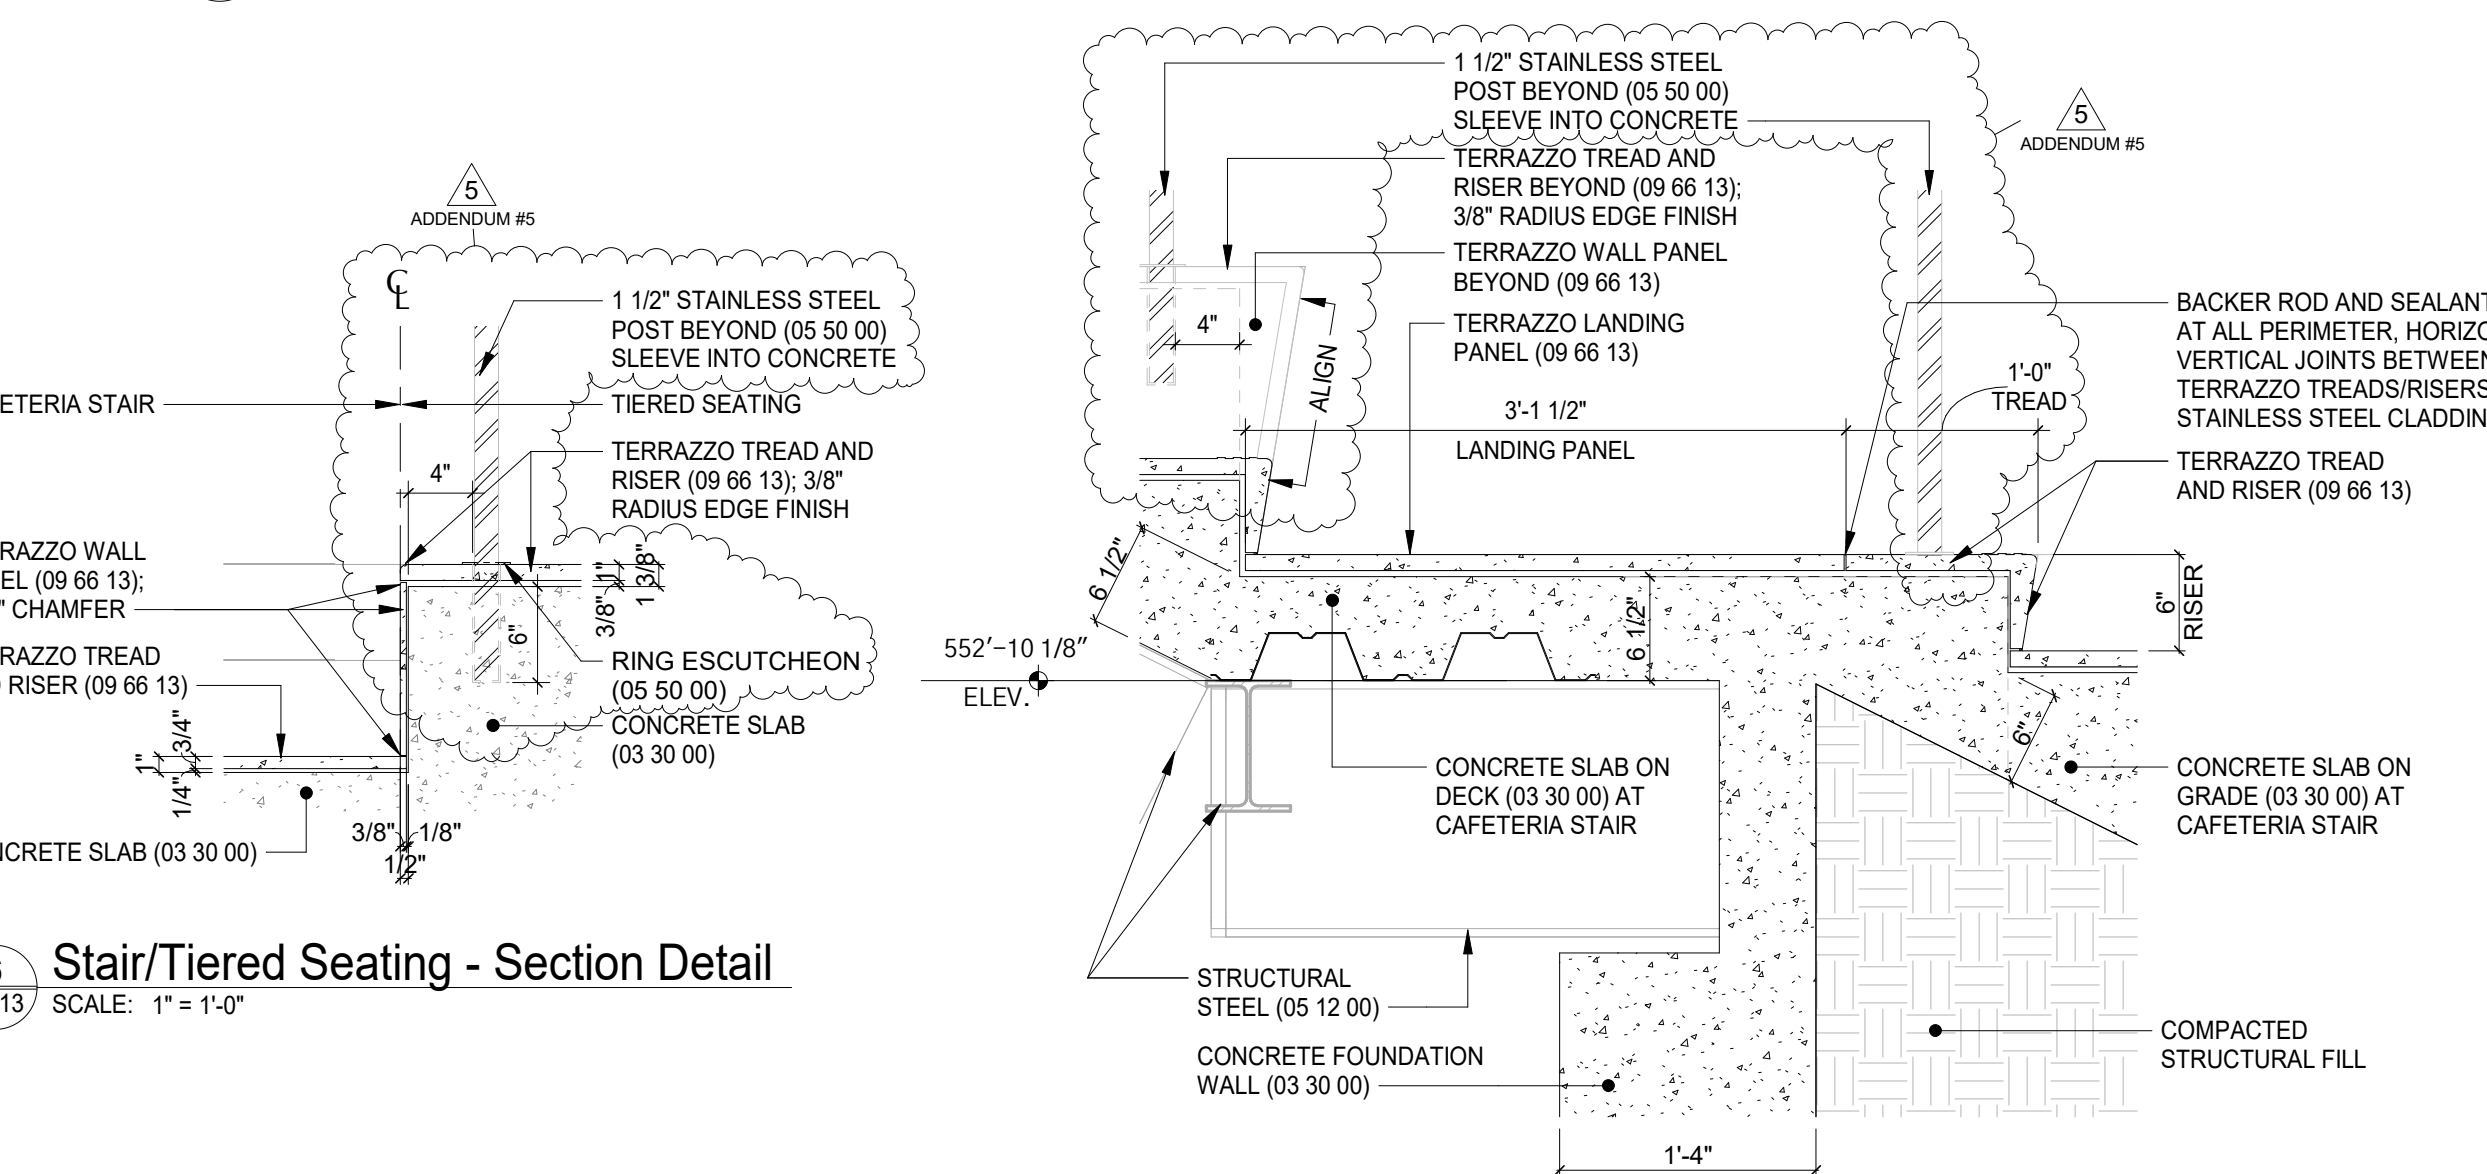 5
ADDENDUM #5
CL
1 1/2" STAINLESS STEEL
POST BEYOND (05 50 00)
SLEEVE INTO CONCRETE
ETERIA STAIR
TIERED SEATING
TERRAZZO TREAD AND
RISER (09 66 13); 3/8"
RADIUS EDGE FINISH
4"
RAZZO WALL
EL (09 66 13);
" CHAMFER
1"
3/8"
1 3/8"
6"
RAZZO TREAD
RISER (09 66 13)
RING ESCUTCHEON
(05 50 00)
CONCRETE SLAB
(03 30 00)
1"
3/4"
1/4"
3/8"
1/8"
1/2"
NCRETE SLAB (03 30 00)
13
Stair/Tiered Seating - Section Detail
SCALE: 1" = 1'-0"
1 1/2" STAINLESS STEEL
POST BEYOND (05 50 00)
SLEEVE INTO CONCRETE
TERRAZZO TREAD AND
RISER BEYOND (09 66 13);
3/8" RADIUS EDGE FINISH
TERRAZZO WALL PANEL
BEYOND (09 66 13)
TERRAZZO LANDING
PANEL (09 66 13)
5
ADDENDUM #5
4"
ALIGN
3'-1 1/2"
LANDING PANEL
1'-0"
TREAD
BACKER ROD AND SEALANT
AT ALL PERIMETER, HORIZO
VERTICAL JOINTS BETWEEN
TERRAZZO TREADS/RISERS
STAINLESS STEEL CLADDIN
TERRAZZO TREAD
AND RISER (09 66 13)
6 1/2"
6 1/2"
6"
RISER
552'-10 1/8"
ELEV.
6"
CONCRETE SLAB ON
DECK (03 30 00) AT
CAFETERIA STAIR
CONCRETE SLAB ON
GRADE (03 30 00) AT
CAFETERIA STAIR
STRUCTURAL
STEEL (05 12 00)
CONCRETE FOUNDATION
WALL (03 30 00)
COMPACTED
STRUCTURAL FILL
1'-4"